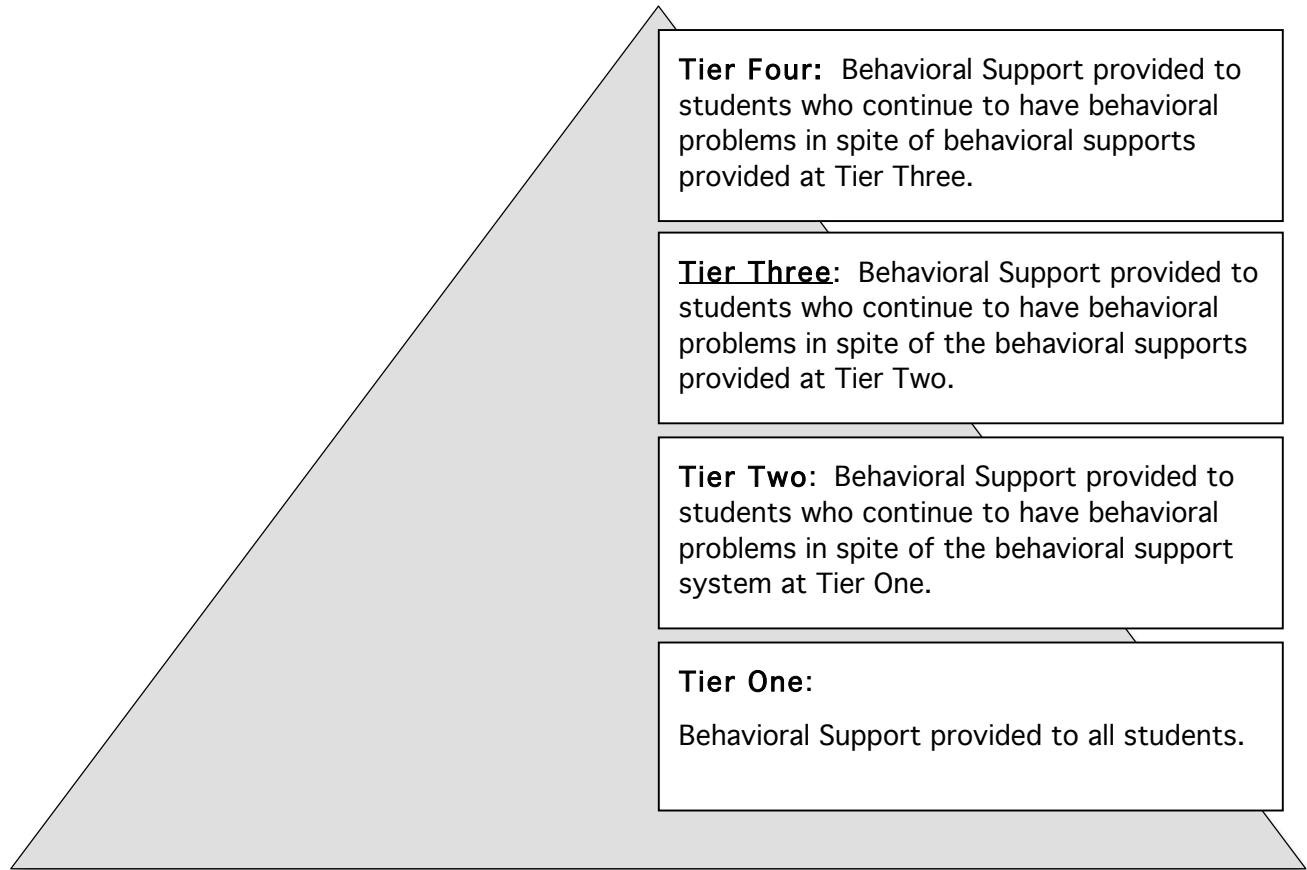 Tier Four: Behavioral Support provided to
students who continue to have behavioral
problems in spite of behavioral supports
provided at Tier Three.
Tier Three: Behavioral Support provided to
students who continue to have behavioral
problems in spite of the behavioral supports
provided at Tier Two.
Tier Two: Behavioral Support provided to
students who continue to have behavioral
problems in spite of the behavioral support
system at Tier One.
Tier One:
Behavioral Support provided to all students.